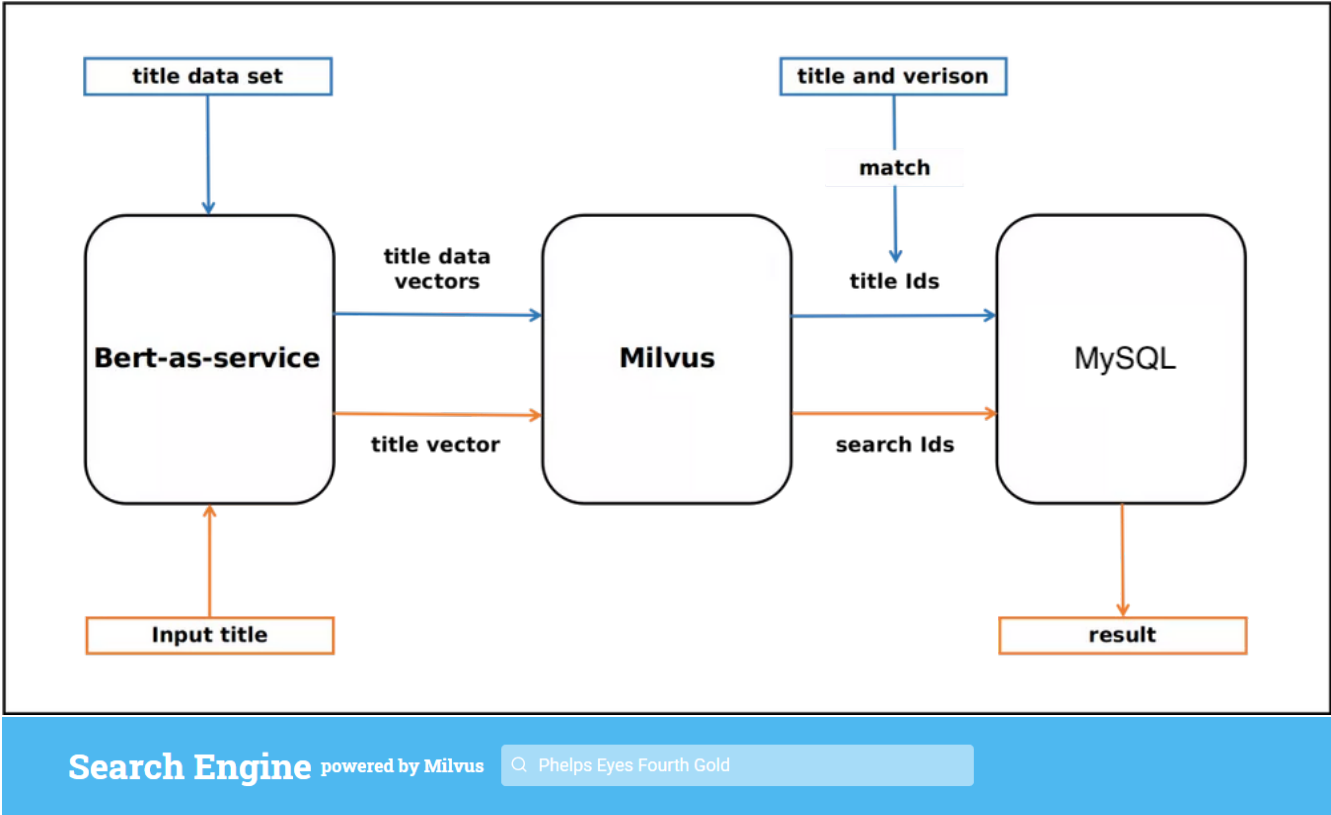 title data set
title and verison
match
title data
vectors
title Ids
Bert-as-service
Milvus
MySQL
title vector
search Ids
Input title
result
Search Engine powered by Milvus
Phelps Eyes Fourth Gold